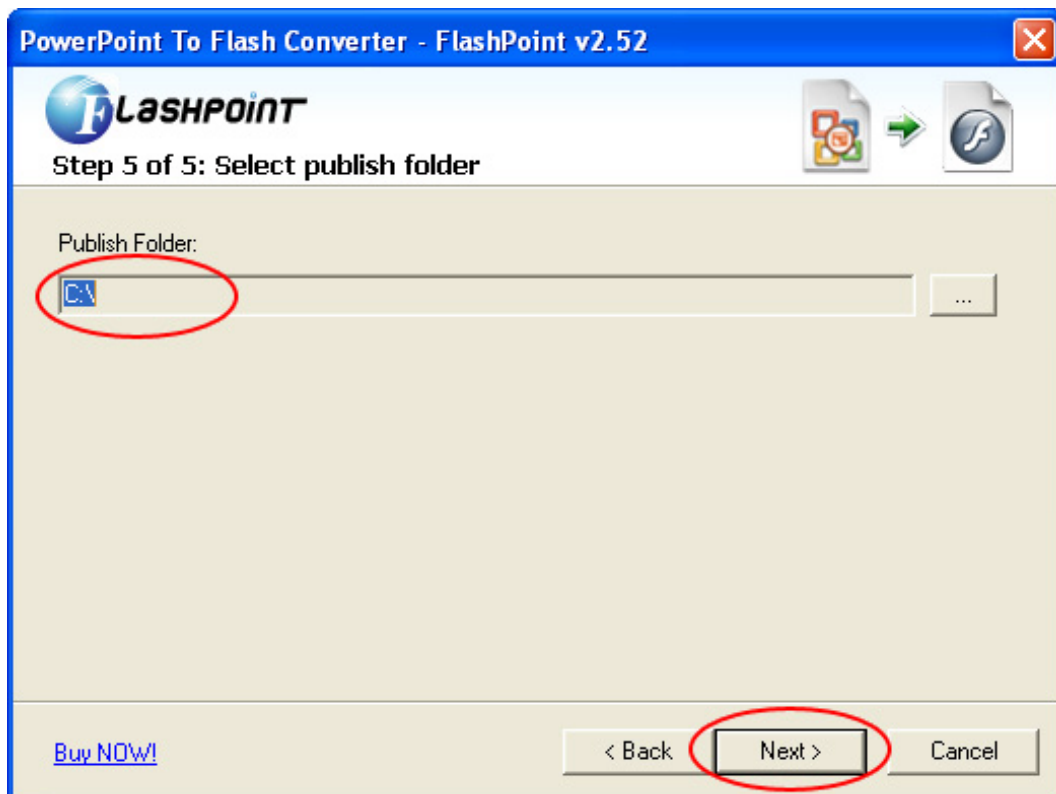 PowerPoint To Flash Converter - FlashPoint v2.52
FLASHPOINT
Step 5 of 5: Select publish folder
Publish Folder:
C:\
...
Buy NOW!
< Back
Next >
Cancel